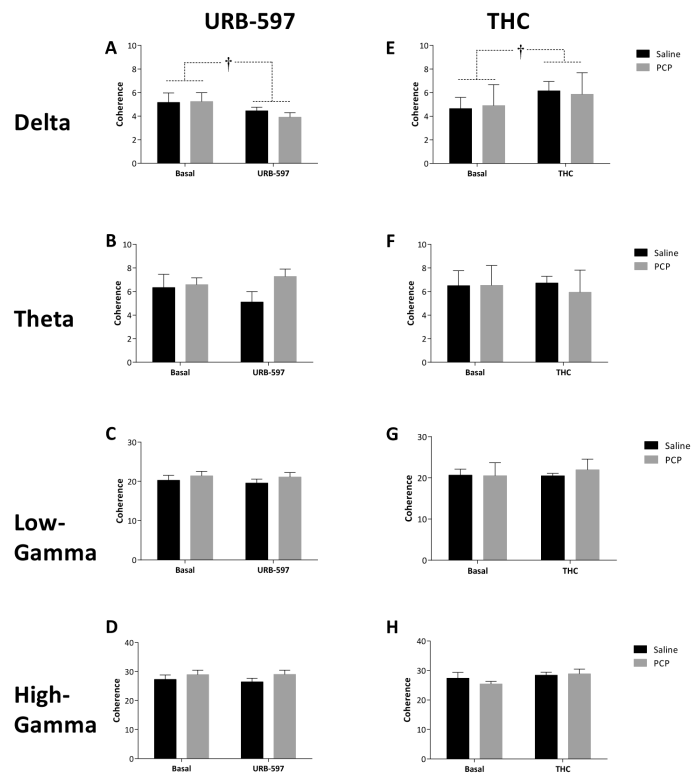 URB-597 THC
A
10
8
6
4
2
0
Coherence
†
Basal URB-597
E
10
8
6
4
2
0
Coherence
†
Basal THC
Saline
PCP
Delta
B
10
8
6
4
2
0
Coherence
Basal URB-597
F
10
8
6
4
2
0
Coherence
Basal THC
Saline
PCP
Theta
C
30
20
10
0
Coherence
Basal URB-597
G
30
20
10
0
Coherence
Basal THC
Saline
PCP
Low-
Gamma
D
40
30
20
10
0
Coherence
Basal URB-597
H
40
30
20
10
0
Coherence
Basal THC
Saline
PCP
High-
Gamma